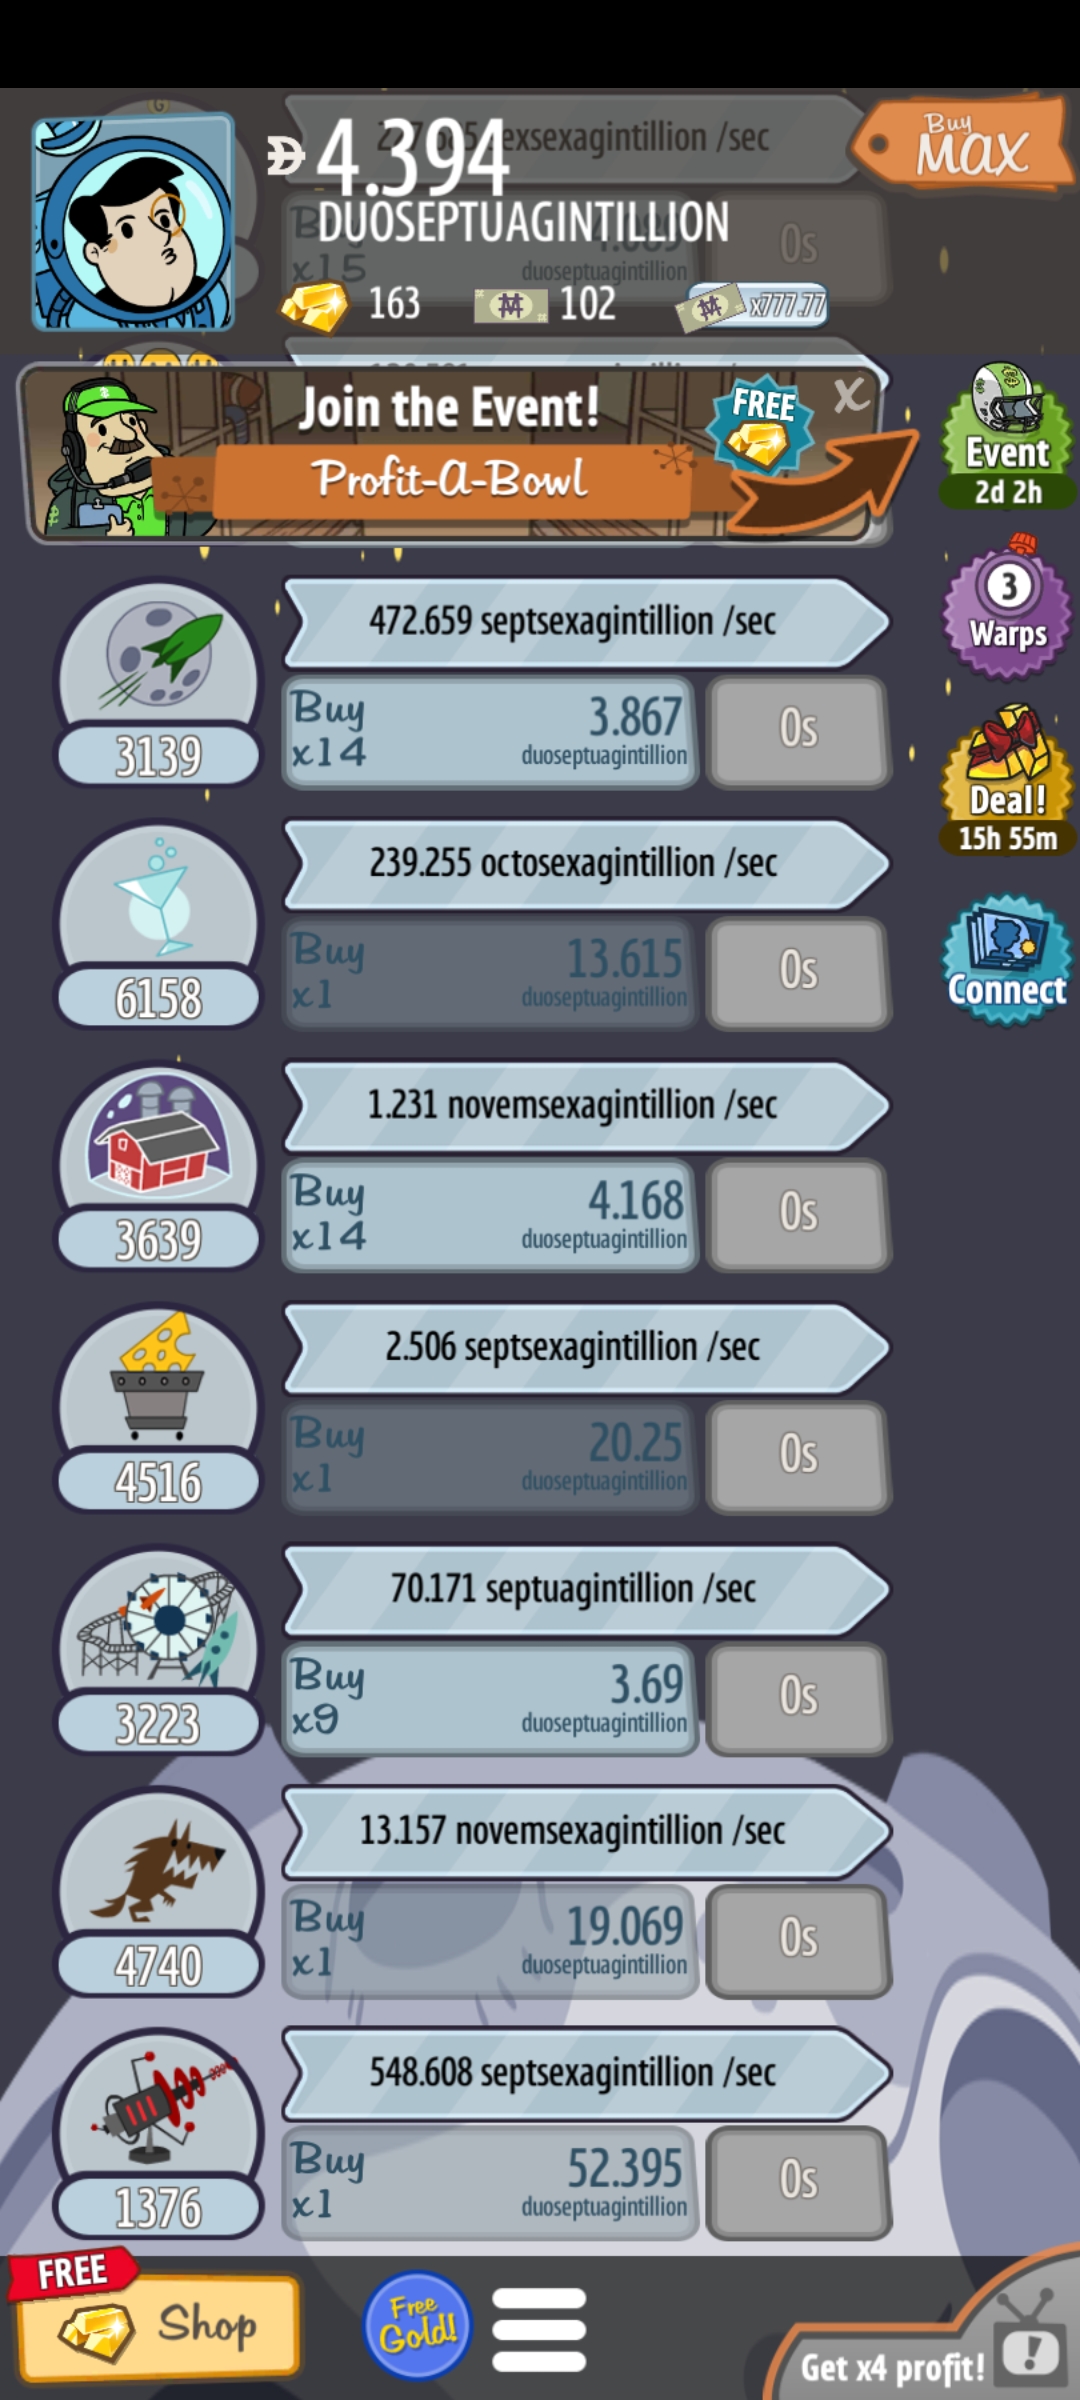 sexsexagintillion /sec
4.394
DUOSEPTUAGINTILLION
Buy
MAX
Buy
x15
duoseptuagintillion
0s
163
102
x777.77
Join the Event!
Profit-A-Bowl
FREE
X
Event
2d 2h
472.659 septsexagintillion /sec
3
Warps
3139
Buy
x14
3.867
duoseptuagintillion
0s
Deal!
15h 55m
239.255 octosexagintillion /sec
6158
Buy
x1
13.615
duoseptuagintillion
0s
Connect
1.231 novemsexagintillion /sec
3639
Buy
x14
4.168
duoseptuagintillion
0s
2.506 septsexagintillion /sec
4516
Buy
x1
20.25
duoseptuagintillion
0s
70.171 septuagintillion /sec
3223
Buy
x9
3.69
duoseptuagintillion
0s
13.157 novemsexagintillion /sec
4740
Buy
x1
19.069
duoseptuagintillion
0s
548.608 septsexagintillion /sec
1376
Buy
x1
52.395
duoseptuagintillion
0s
FREE
Shop
Free
Gold!
Get x4 profit!